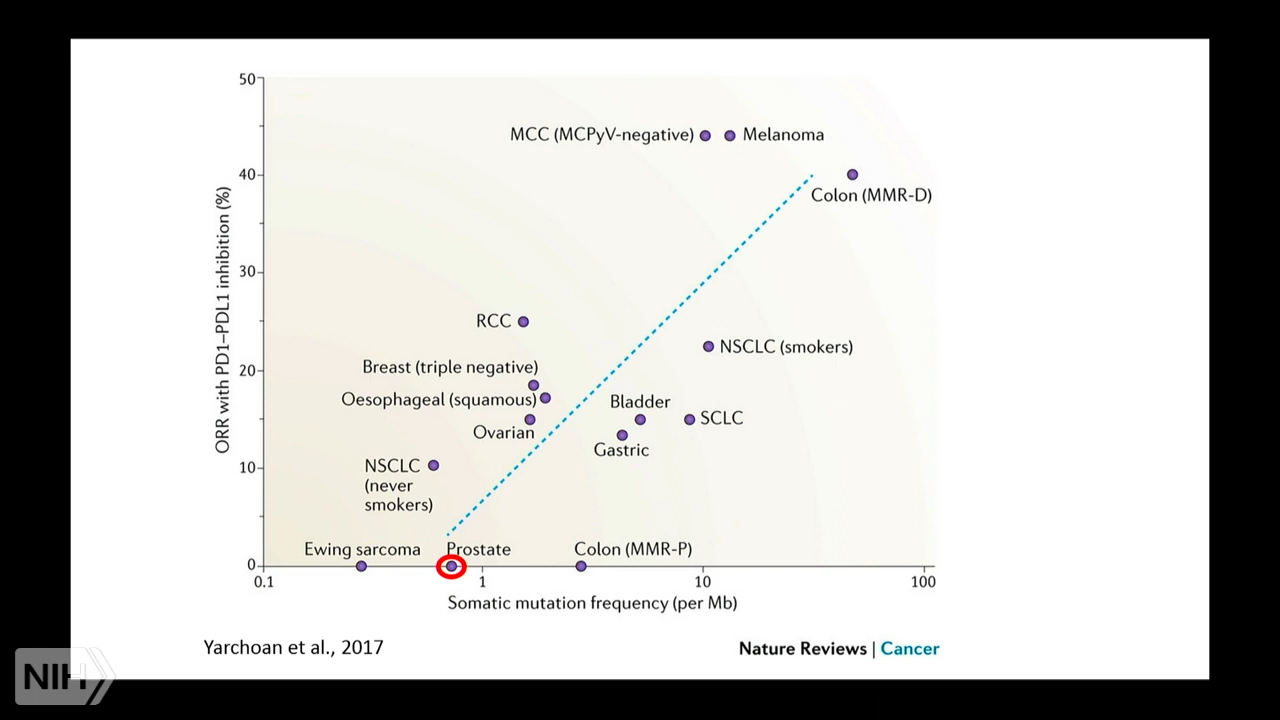 50
MCC (MCPyV-negative)
Melanoma
40
Colon (MMR-D)
ORR with PD1–PDL1 inhibition (%)
30
RCC
NSCLC (smokers)
Breast (triple negative)
20
Oesophageal (squamous)
Bladder
Ovarian
SCLC
Gastric
10
NSCLC
(never
smokers)
Ewing sarcoma
Prostate
Colon (MMR-P)
0
0.1
1
10
100
Somatic mutation frequency (per Mb)
Yarchoan et al., 2017
Nature Reviews | Cancer
NIH